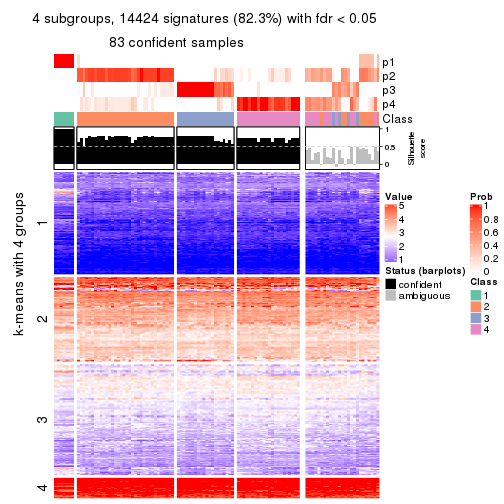 4 subgroups, 14424 signatures (82.3%) with fdr < 0.05
83 confident samples
p1
p2
p3
p4
Class
1
0.5
0
Silhouette
score
k-means with 4 groups
1
2
3
4
Value
5
4
3
2
1
Status (barplots)
confident
ambiguous
Prob
1
0.8
0.6
0.4
0.2
0
Class
1
2
3
4